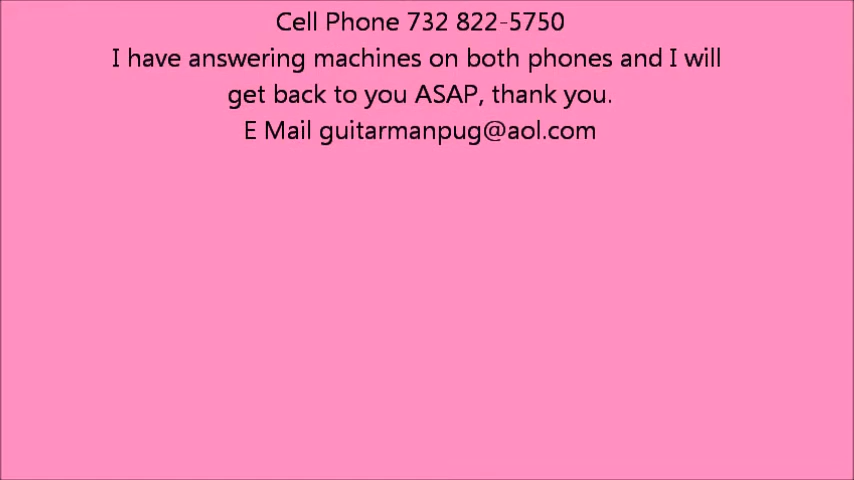 Cell Phone 732 822-5750
I have answering machines on both phones and I will
get back to you ASAP, thank you.
E Mail guitarmanpug@aol.com